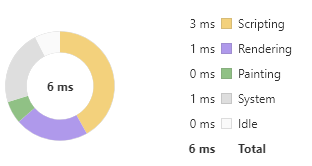 3 ms Scripting
1 ms Rendering
6 ms
0 ms Painting
1 ms System
0 ms Idle
6 ms Total